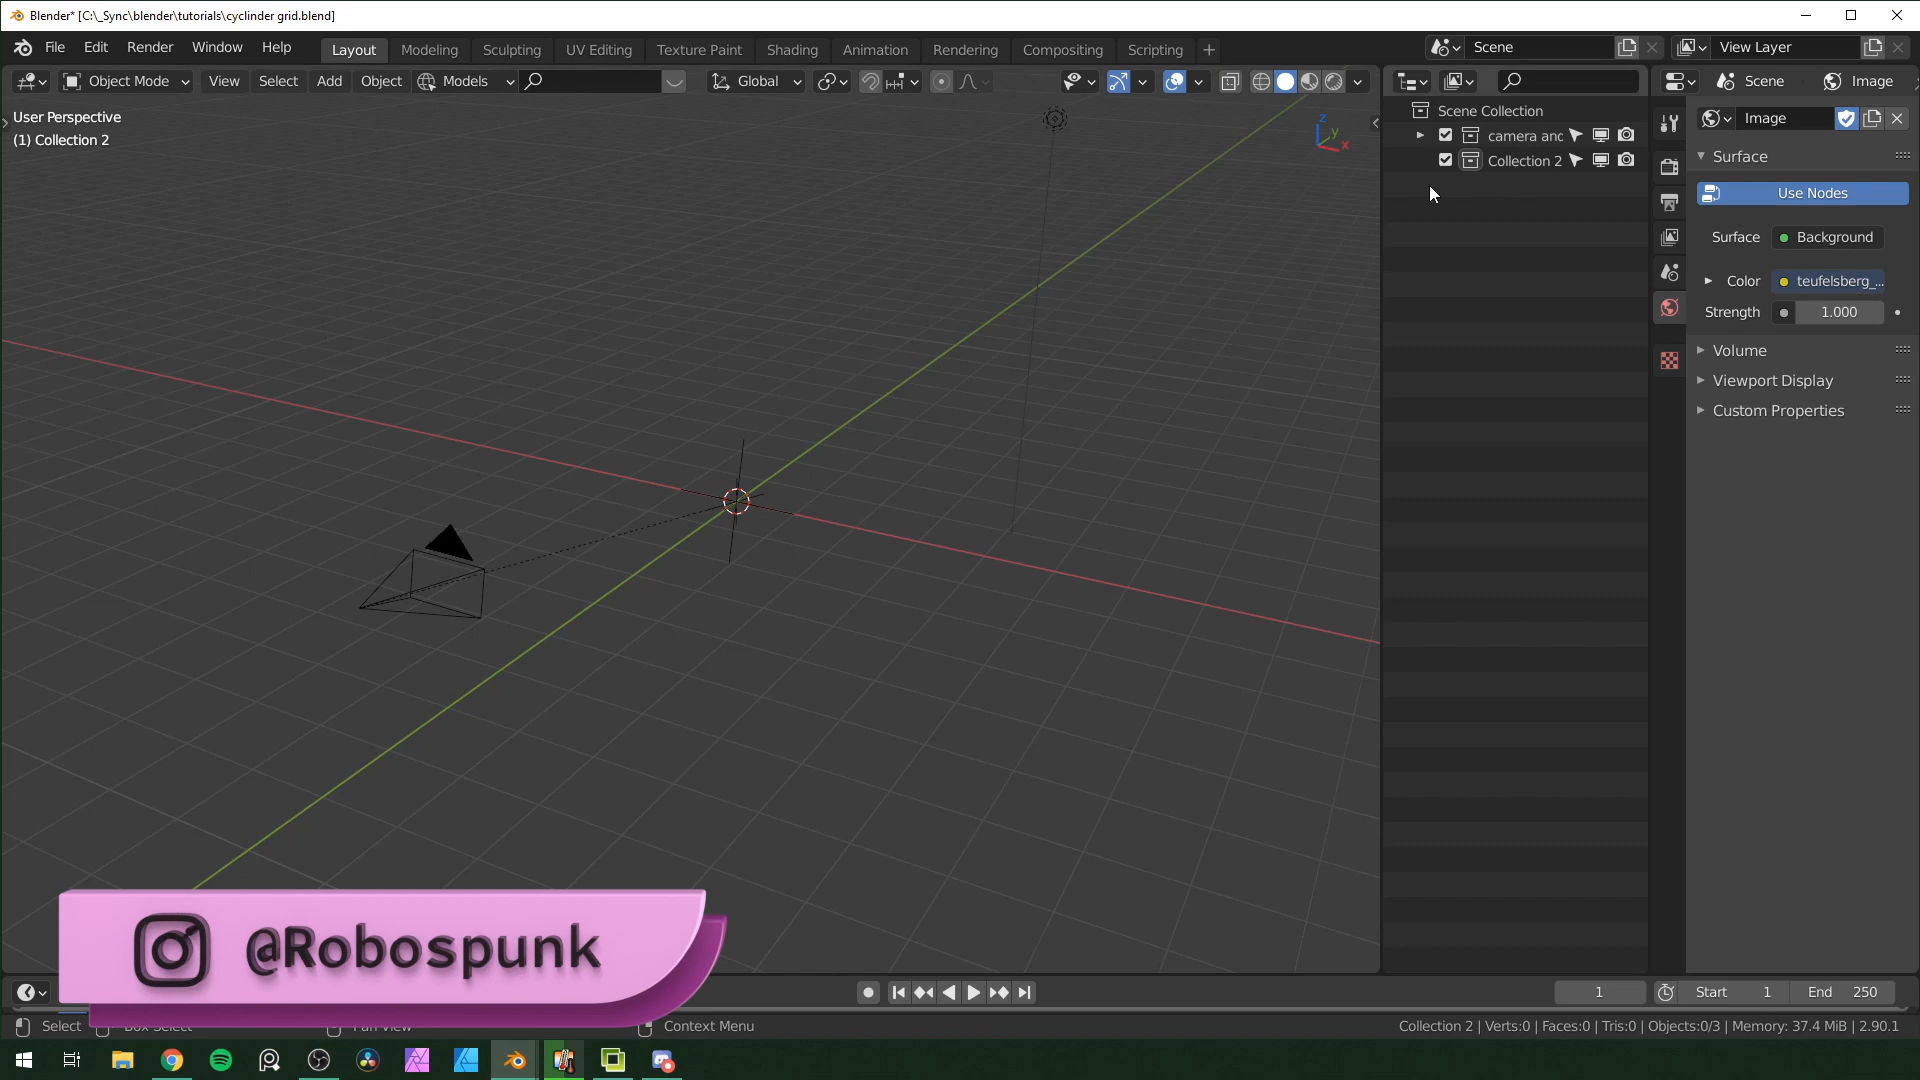 Blender* [C:\_Sync\blender\tutorials\cyclinder grid.blend]
File Edit Render Window Help Layout Modeling Sculpting UV Editing Texture Paint Shading Animation Rendering Compositing Scripting + Scene View Layer
Object Mode View Select Add Object Models Global Scene Image
User Perspective
(1) Collection 2
Z
Y
X
Scene Collection
camera anc
Collection 2
Image
Surface
Use Nodes
Surface Background
Color teufelsberg_...
Strength 1.000
Volume
Viewport Display
Custom Properties
@Robospunk
1 Start 1 End 250
Select Box Select Pan View Context Menu Collection 2 | Verts:0 | Faces:0 | Tris:0 | Objects:0/3 | Memory: 37.4 MiB | 2.90.1